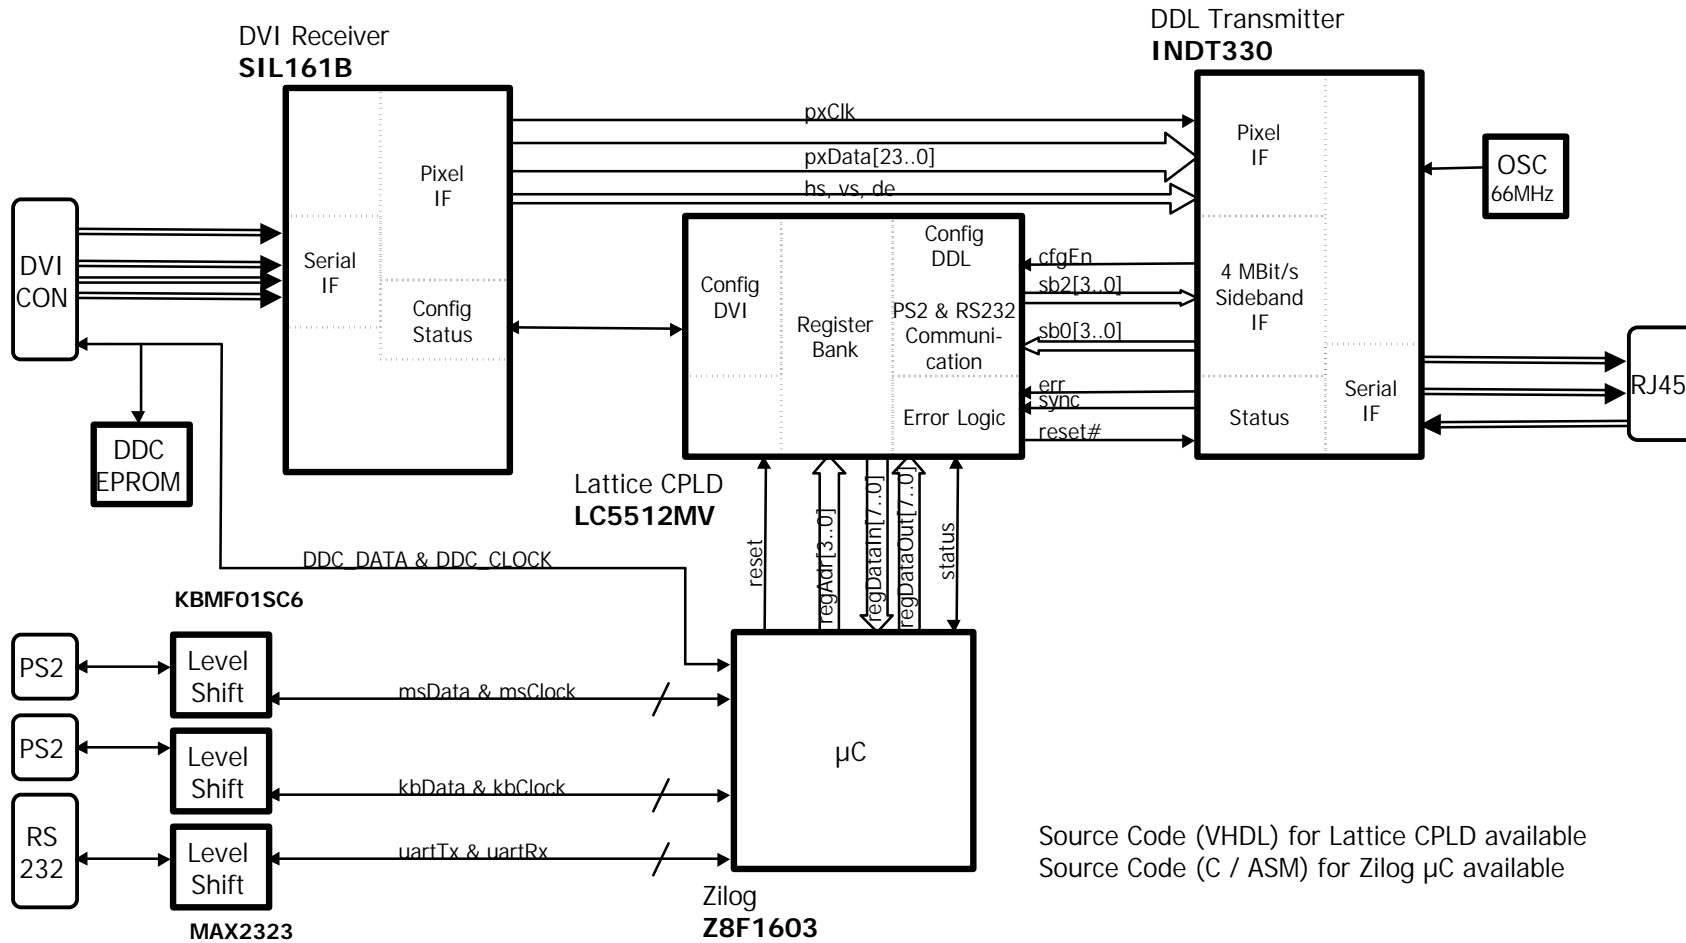 DVI Receiver
SIL161B
DDL Transmitter
INDT330
pxClk
pxData[23..0]
hs, vs, de
Pixel
IF
Serial
IF
Config
Status
Pixel
IF
4 MBit/s
Sideband
IF
Status
Serial
IF
OSC
66MHz
DVI
CON
DDC
EPROM
Config
DVI
Register
Bank
Config
DDL
PS2 & RS232
Communi-
cation
Error Logic
cfgEn
sb2[3..0]
sb0[3..0]
err
sync
reset#
RJ45
Lattice CPLD
LC5512MV
reset
regAdr[3..0]
regDataIn[7..0]
regDataOut[7..0]
status
DDC_DATA & DDC_CLOCK
KBMF01SC6
PS2
Level
Shift
msData & msClock
PS2
Level
Shift
kbData & kbClock
RS
232
Level
Shift
uartTx & uartRx
MAX2323
µC
Zilog
Z8F1603
Source Code (VHDL) for Lattice CPLD available
Source Code (C / ASM) for Zilog µC available